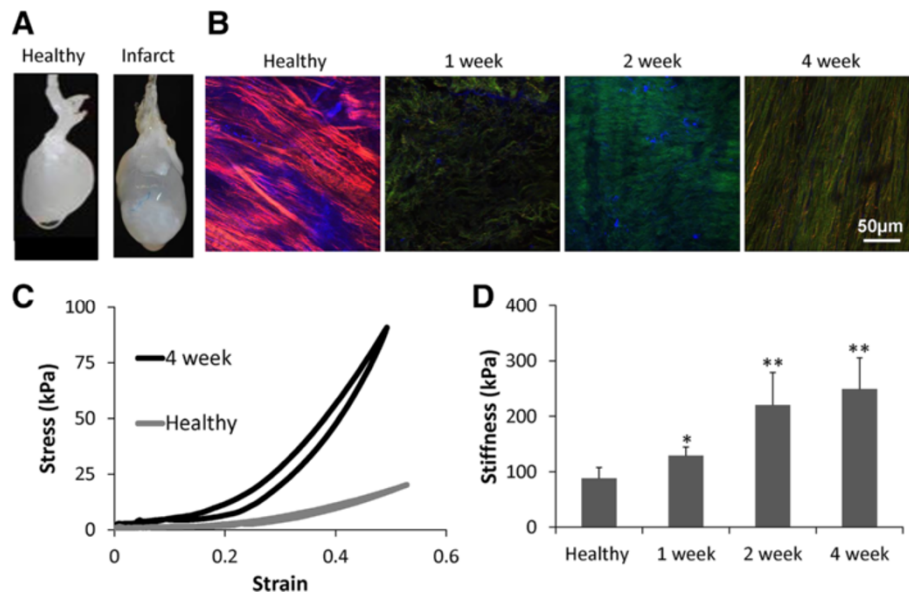 A
B
Healthy
Infarct
Healthy
1 week
2 week
4 week
50µm
C
D
100
75
50
25
0
Stress (kPa)
4 week
Healthy
0
0.2
0.4
0.6
Strain
400
300
200
100
0
Stiffness (kPa)
*
**
**
Healthy
1 week
2 week
4 week